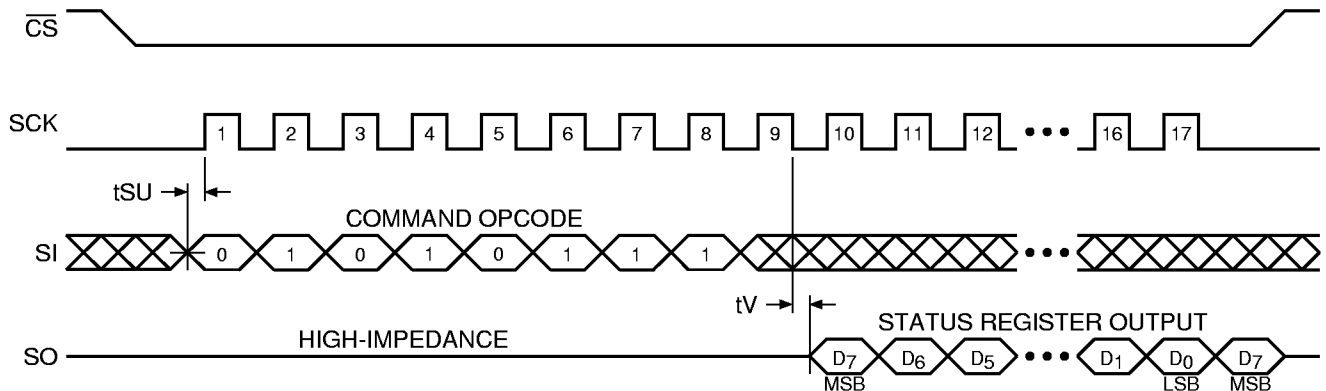 CS
SCK 1 2 3 4 5 6 7 8 9 10 11 12 ••• 16 17
tSU
COMMAND OPCODE
SI 0 1 0 1 0 1 1 1 •••
tV
HIGH-IMPEDANCE
STATUS REGISTER OUTPUT
SO D7 D6 D5 ••• D1 D0 D7
MSB LSB MSB